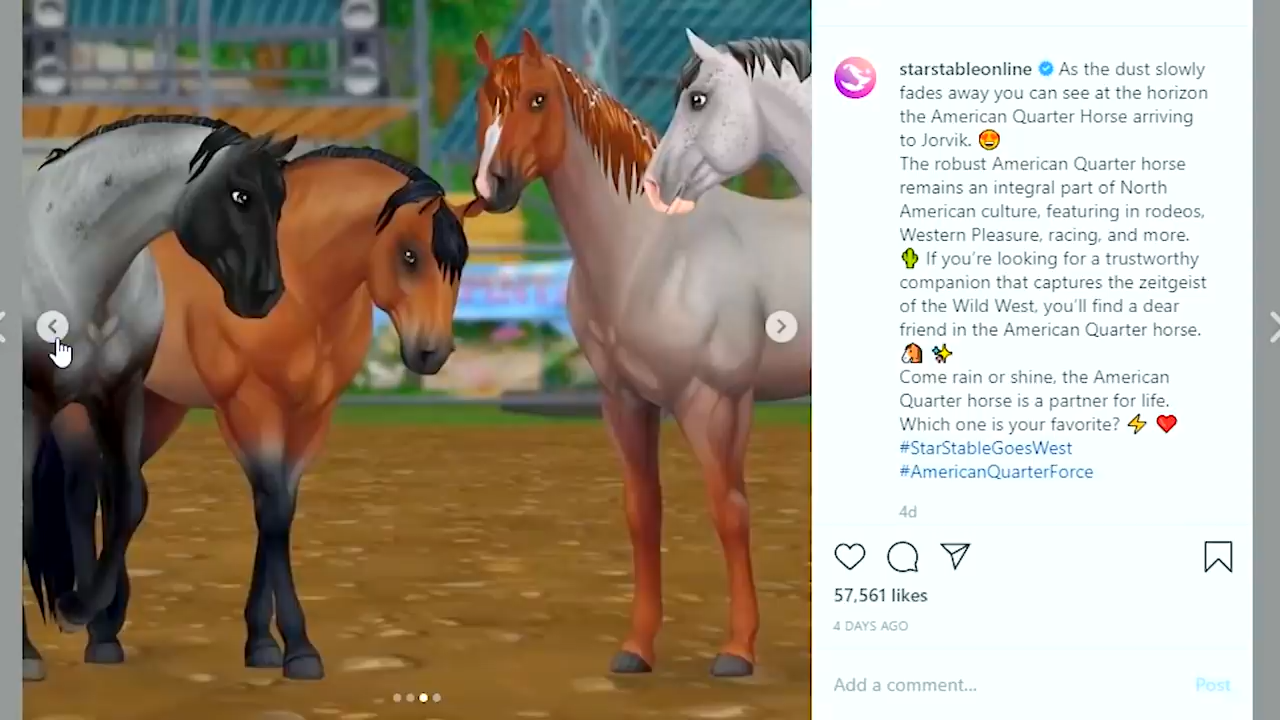 starstableonline As the dust slowly
fades away you can see at the horizon
the American Quarter Horse arriving
to Jorvik. 😍
The robust American Quarter horse
remains an integral part of North
American culture, featuring in rodeos,
Western Pleasure, racing, and more.
🌵 If you're looking for a trustworthy
companion that captures the zeitgeist
of the Wild West, you'll find a dear
friend in the American Quarter horse.
🐴 ✨
Come rain or shine, the American
Quarter horse is a partner for life.
Which one is your favorite? ⚡ ❤️
#StarStableGoesWest
#AmericanQuarterForce
4d
57,561 likes
4 DAYS AGO
Add a comment... Post